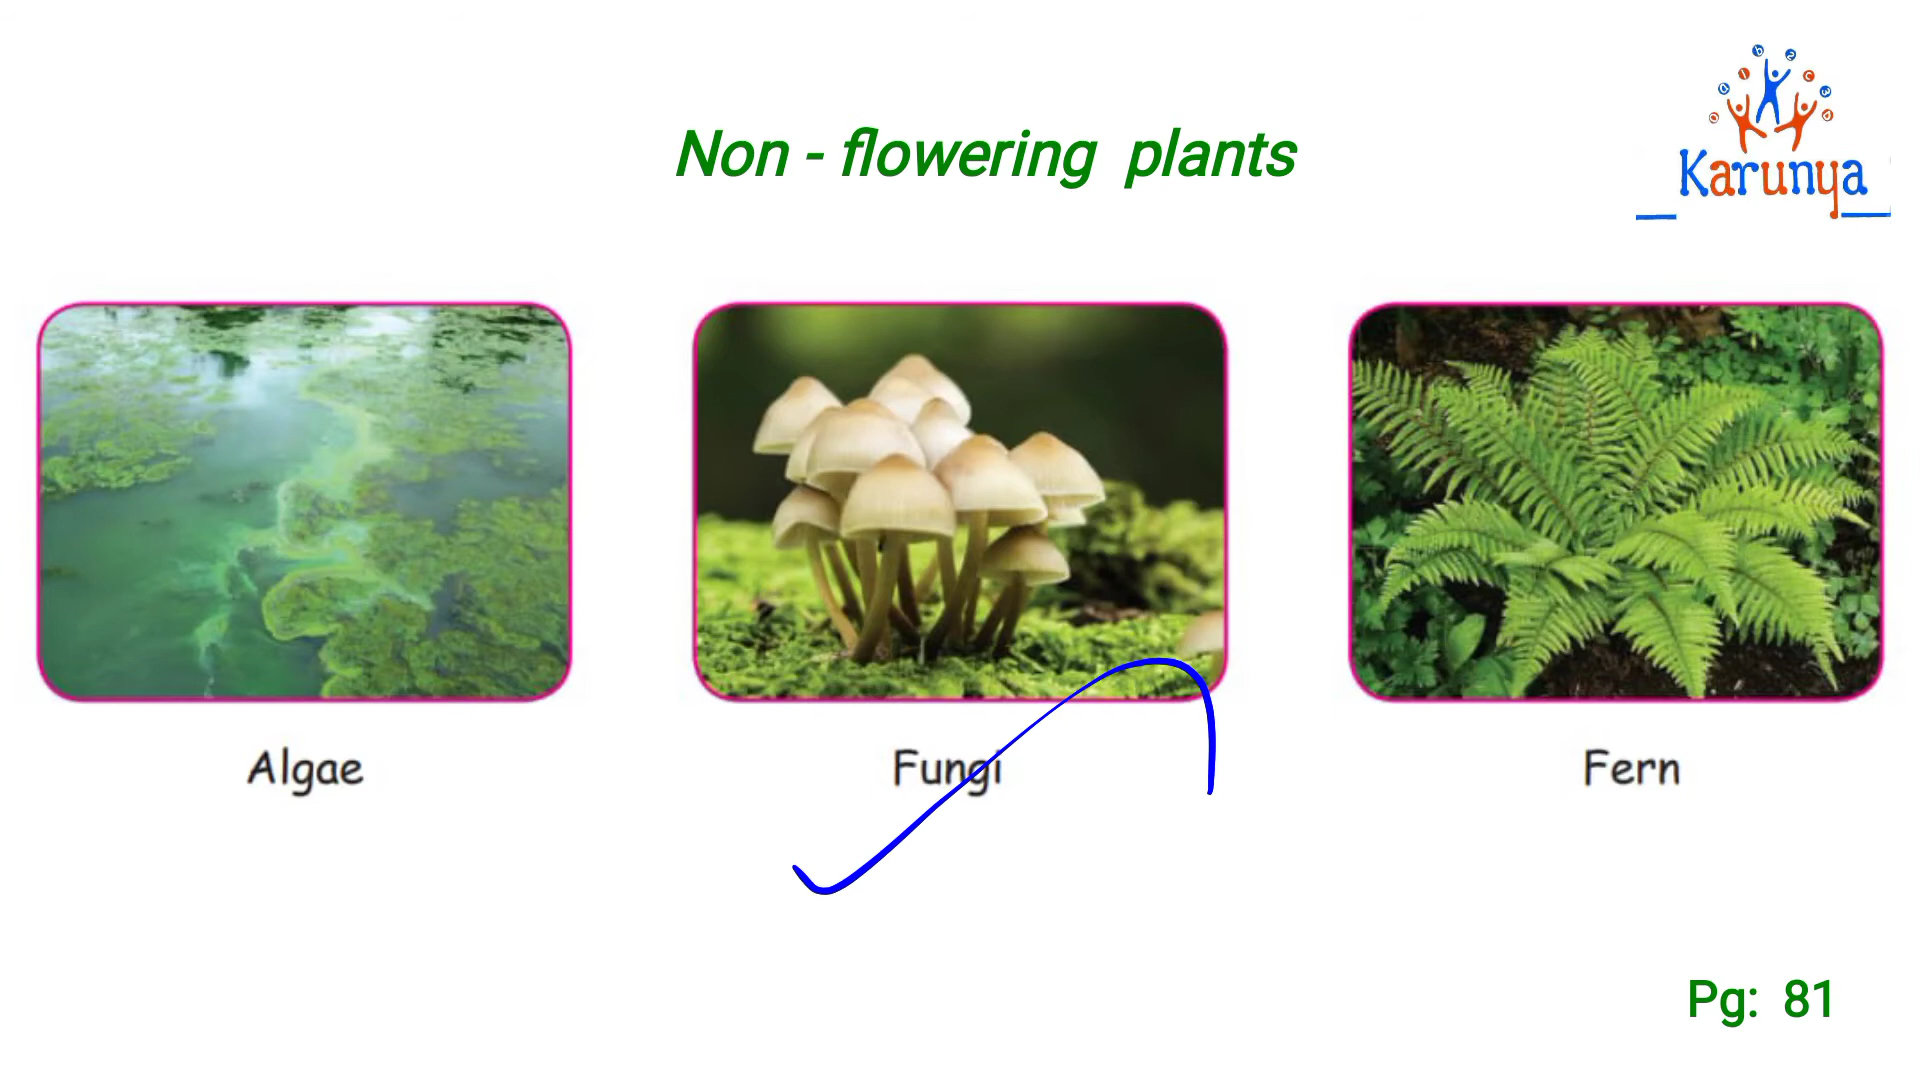 Non - flowering plants
Karunya
Algae
Fungi
Fern
Pg: 81